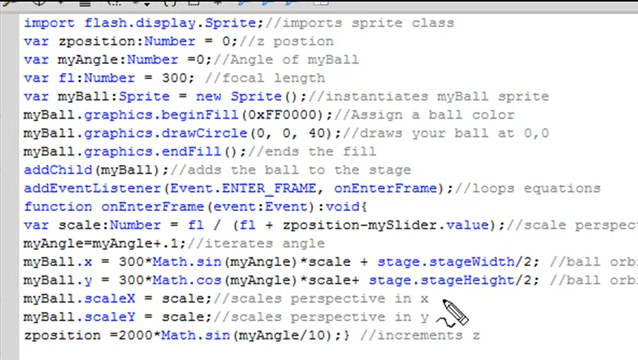 import flash.display.Sprite;//imports sprite class
var zposition:Number = 0;//z postion
var myAngle:Number =0;//Angle of myBall
var fl:Number = 300; //focal length
var myBall:Sprite = new Sprite();//instantiates myBall sprite
myBall.graphics.beginFill(0xFF0000);//Assign a ball color
myBall.graphics.drawCircle(0, 0, 40);//draws your ball at 0,0
myBall.graphics.endFill();//ends the fill
addChild(myBall);//adds the ball to the stage
addEventListener(Event.ENTER_FRAME, onEnterFrame);//loops equations
function onEnterFrame(event:Event):void{
var scale:Number = fl / (fl + zposition-mySlider.value);//scale perspec
myAngle=myAngle+.1;//iterates angle
myBall.x = 300*Math.sin(myAngle)*scale + stage.stageWidth/2; //ball orbi
myBall.y = 300*Math.cos(myAngle)*scale+ stage.stageHeight/2; //ball orbi
myBall.scaleX = scale;//scales perspective in x
myBall.scaleY = scale;//scales perspective in y
zposition =2000*Math.sin(myAngle/10);} //increments z